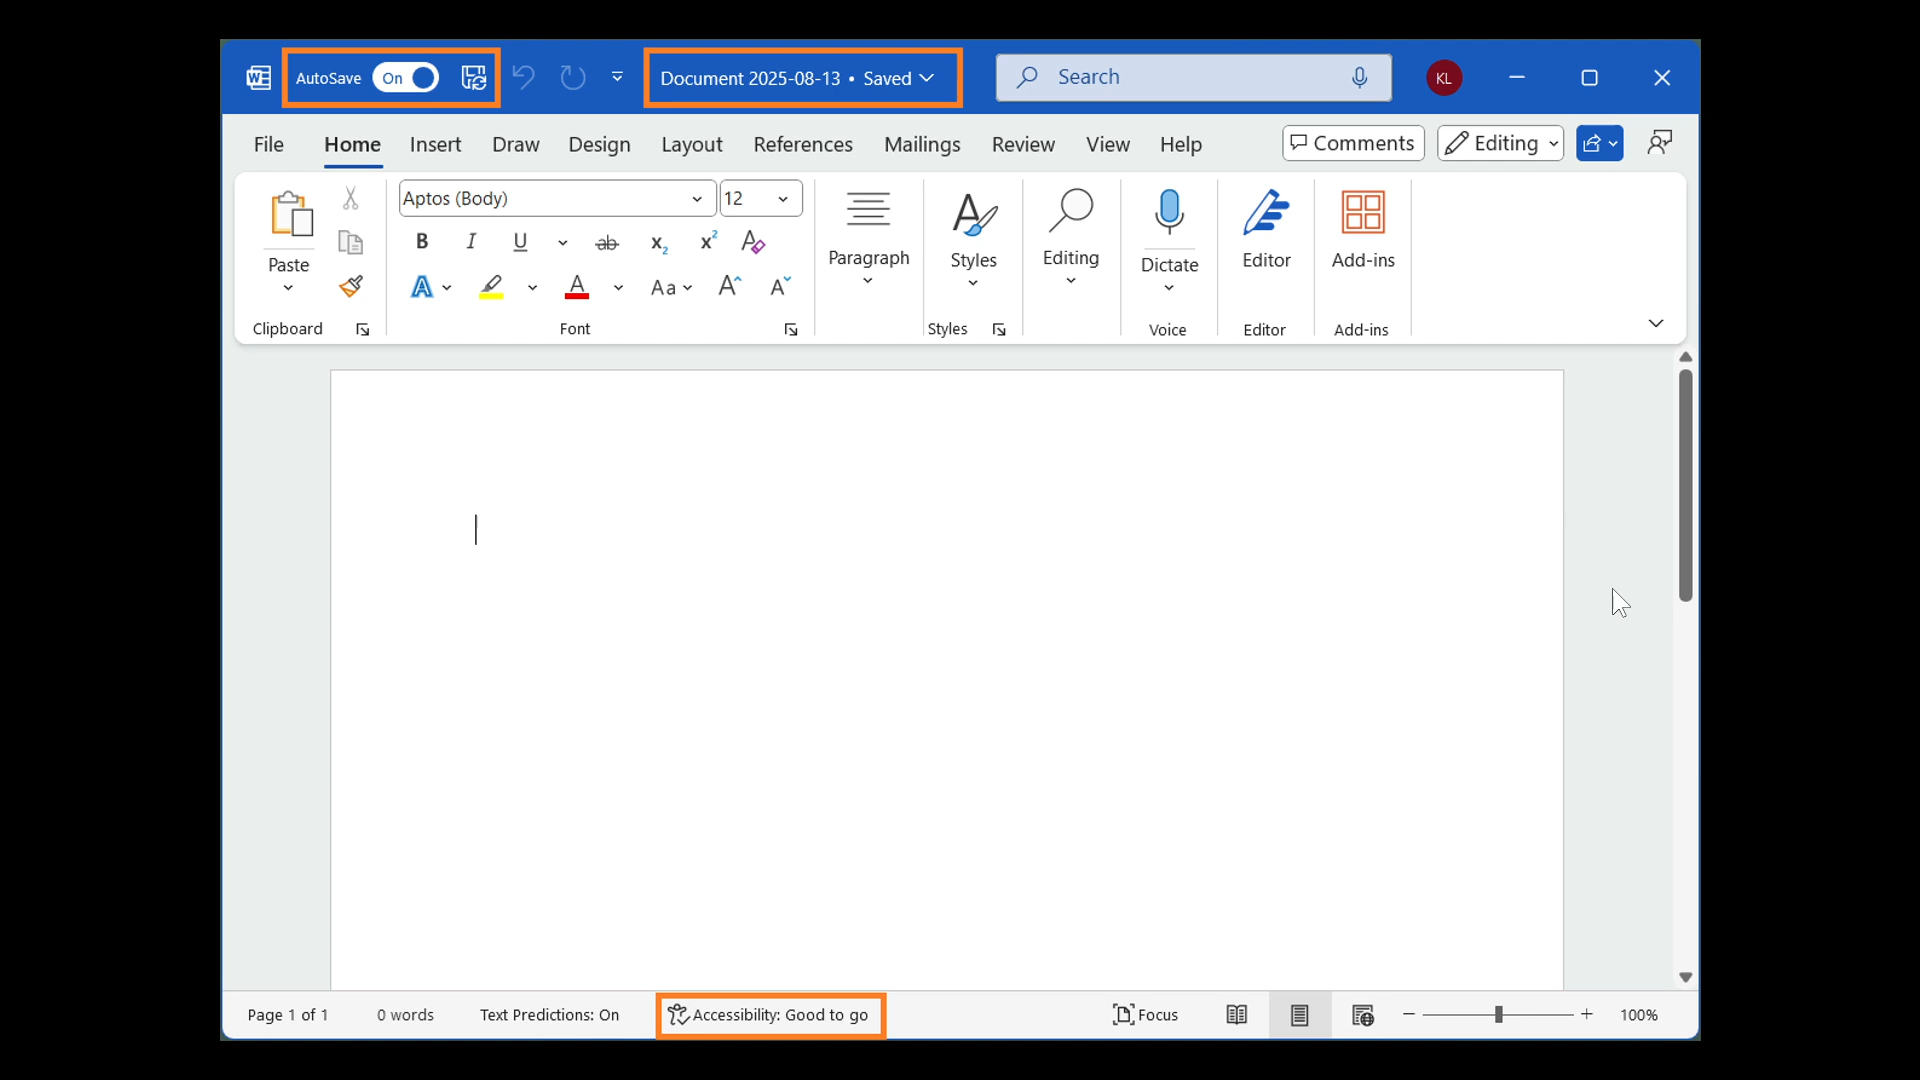 AutoSave On
Document 2025-08-13 • Saved
Search
KL
File Home Insert Draw Design Layout References Mailings Review View Help
Comments Editing
Aptos (Body) 12
B I U ab x₂ x² A
A A Aa A A
Paste
Paragraph
Styles
Editing
Dictate
Editor
Add-ins
Clipboard Font Styles Voice Editor Add-ins
Page 1 of 1 0 words Text Predictions: On Accessibility: Good to go Focus 100%